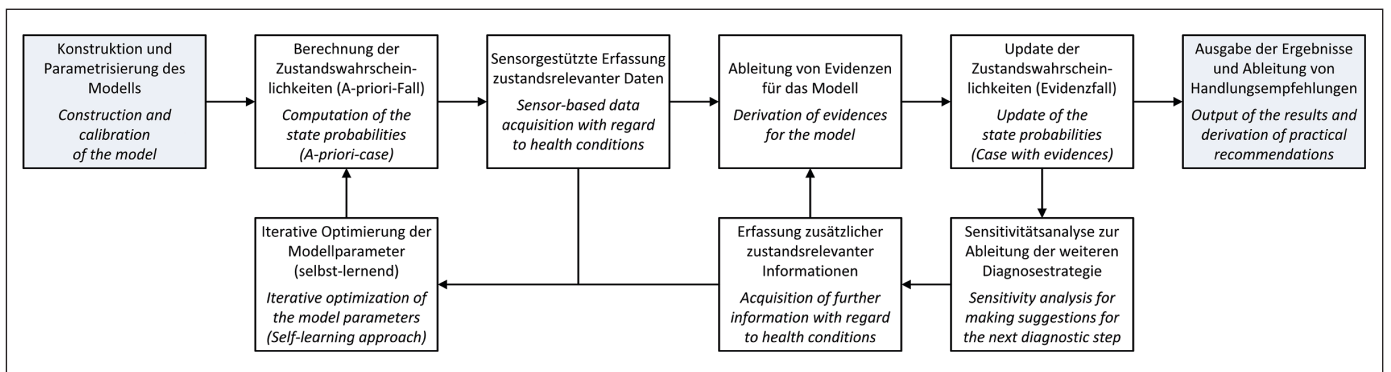 Konstruktion und
Parametrisierung des
Modells
Construction and
calibration
of the model
Berechnung der
Zustandswahrschein-
lichkeiten (A-priori-Fall)
Computation of the
state probabilities
(A-priori-case)
Sensorgestützte Erfassung
zustandsrelevanter Daten
Sensor-based data
acquisition with regard
to health conditions
Ableitung von Evidenzen
für das Modell
Derivation of evidences
for the model
Update der
Zustandswahrschein-
lichkeiten (Evidenzfall)
Update of the
state probabilities
(Case with evidences)
Ausgabe der Ergebnisse
und Ableitung von
Handlungsempfehlungen
Output of the results and
derivation of practical
recommendations
Iterative Optimierung der
Modellparameter
(selbst-lernend)
Iterative optimization of
the model parameters
(Self-learning approach)
Erfassung zusätzlicher
zustandsrelevanter
Informationen
Acquisition of further
information with regard
to health conditions
Sensitivitätsanalyse zur
Ableitung der weiteren
Diagnosestrategie
Sensitivity analysis for
making suggestions for
the next diagnostic step